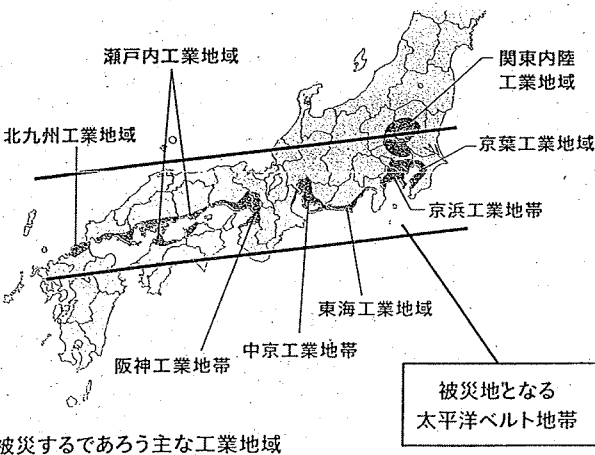 瀬戸内工業地域
関東内陸
工業地域
北九州工業地域
京葉工業地域
京浜工業地帯
東海工業地域
中京工業地帯
阪神工業地帯
被災地となる
太平洋ベルト地帯
被災するであろう主な工業地域